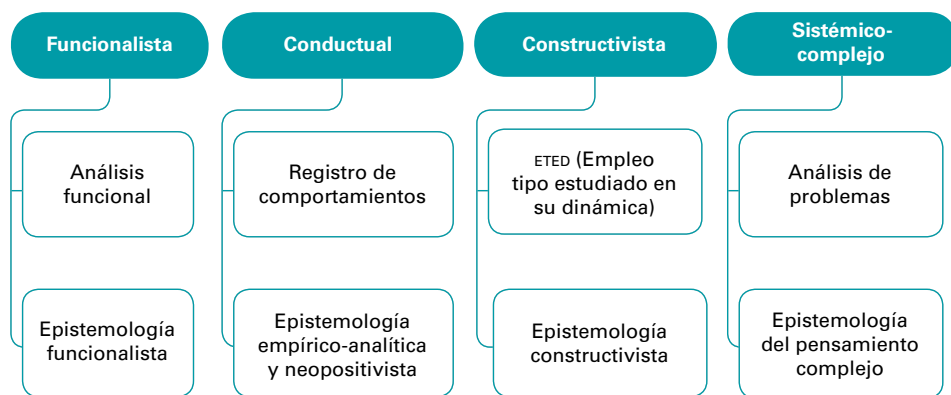 Funcionalista
Análisis
funcional
Epistemología
funcionalista
Conductual
Registro de
comportamientos
Epistemología
empírico-analítica
y neopositivista
Constructivista
ETED (Empleo
tipo estudiado en
su dinámica)
Epistemología
constructivista
Sistémico-
complejo
Análisis de
problemas
Epistemología
del pensamiento
complejo